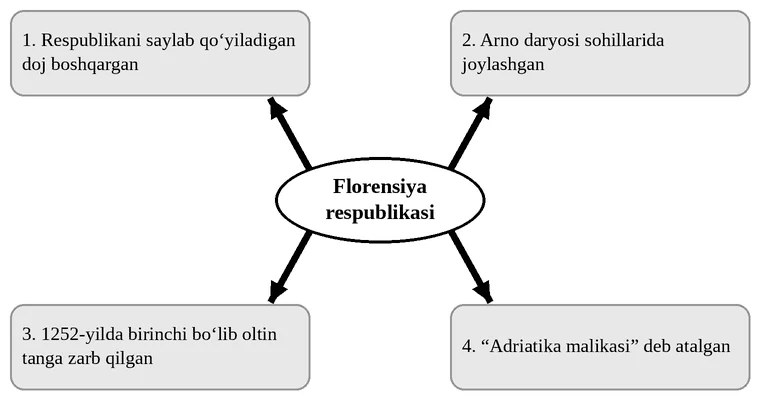 1. Respublikani saylab qo‘yiladigan
doj boshqargan
2. Arno daryosi sohillarida
joylashgan
Florensiya
respublikasi
3. 1252-yilda birinchi bo‘lib oltin
tanga zarb qilgan
4. “Adriatika malikasi” deb atalgan